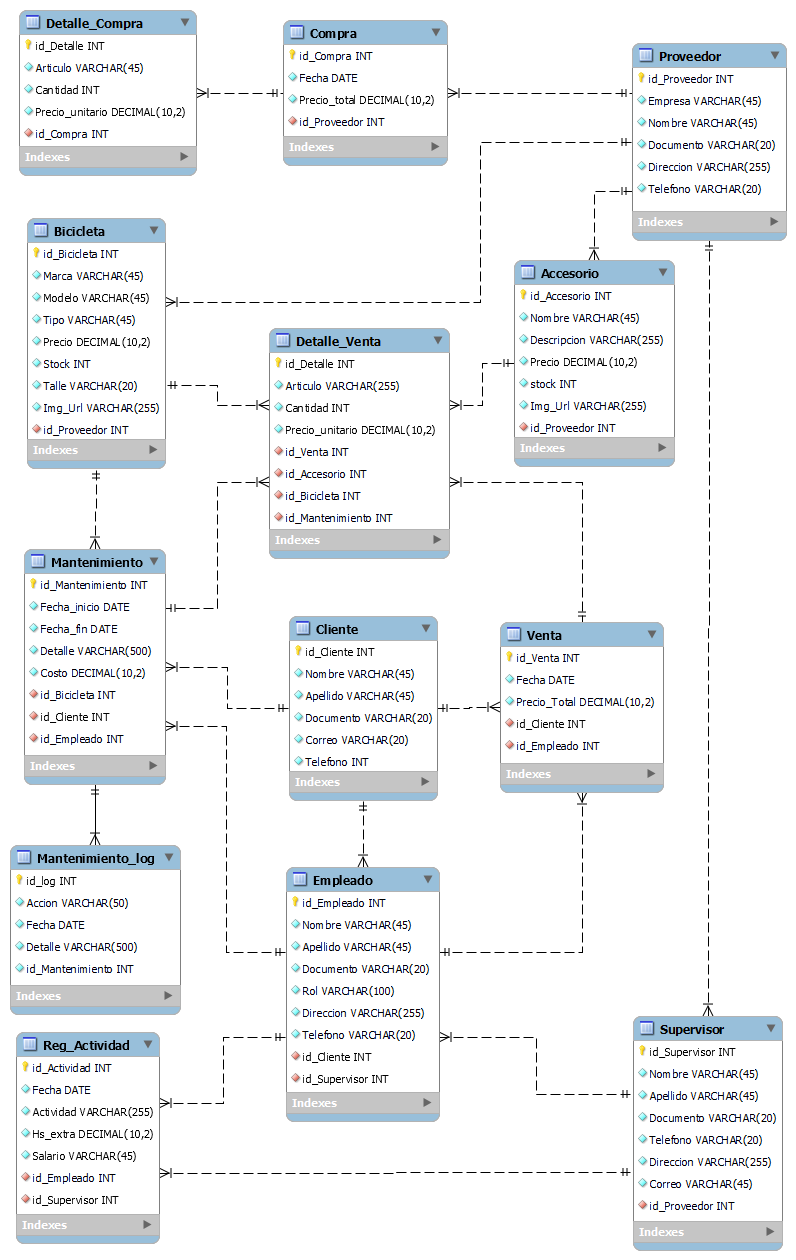 Detalle_Compra
id_Detalle INT
Articulo VARCHAR(45)
Cantidad INT
Precio_unitario DECIMAL(10,2)
id_Compra INT
Indexes
Compra
id_Compra INT
Fecha DATE
Precio_total DECIMAL(10,2)
id_Proveedor INT
Indexes
Proveedor
id_Proveedor INT
Empresa VARCHAR(45)
Nombre VARCHAR(45)
Documento VARCHAR(20)
Direccion VARCHAR(255)
Telefono VARCHAR(20)
Indexes
Bicicleta
id_Bicicleta INT
Marca VARCHAR(45)
Modelo VARCHAR(45)
Tipo VARCHAR(45)
Precio DECIMAL(10,2)
Stock INT
Talle VARCHAR(20)
Img_Url VARCHAR(255)
id_Proveedor INT
Indexes
Accesorio
id_Accesorio INT
Nombre VARCHAR(45)
Descripcion VARCHAR(255)
Precio DECIMAL(10,2)
stock INT
Img_Url VARCHAR(255)
id_Proveedor INT
Indexes
Detalle_Venta
id_Detalle INT
Articulo VARCHAR(255)
Cantidad INT
Precio_unitario DECIMAL(10,2)
id_Venta INT
id_Accesorio INT
id_Bicicleta INT
id_Mantenimiento INT
Indexes
Mantenimiento
id_Mantenimiento INT
Fecha_inicio DATE
Fecha_fin DATE
Detalle VARCHAR(500)
Costo DECIMAL(10,2)
id_Bicicleta INT
id_Cliente INT
id_Empleado INT
Indexes
Cliente
id_Cliente INT
Nombre VARCHAR(45)
Apellido VARCHAR(45)
Documento VARCHAR(20)
Correo VARCHAR(20)
Telefono INT
Indexes
Venta
id_Venta INT
Fecha DATE
Precio_Total DECIMAL(10,2)
id_Cliente INT
id_Empleado INT
Indexes
Mantenimiento_log
id_log INT
Accion VARCHAR(50)
Fecha DATE
Detalle VARCHAR(500)
id_Mantenimiento INT
Indexes
Empleado
id_Empleado INT
Nombre VARCHAR(45)
Apellido VARCHAR(45)
Documento VARCHAR(20)
Rol VARCHAR(100)
Direccion VARCHAR(255)
Telefono VARCHAR(20)
id_Cliente INT
id_Supervisor INT
Indexes
Reg_Actividad
id_Actividad INT
Fecha DATE
Actividad VARCHAR(255)
Hs_extra DECIMAL(10,2)
Salario VARCHAR(45)
id_Empleado INT
id_Supervisor INT
Indexes
Supervisor
id_Supervisor INT
Nombre VARCHAR(45)
Apellido VARCHAR(45)
Documento VARCHAR(20)
Telefono VARCHAR(20)
Direccion VARCHAR(255)
Correo VARCHAR(45)
id_Proveedor INT
Indexes